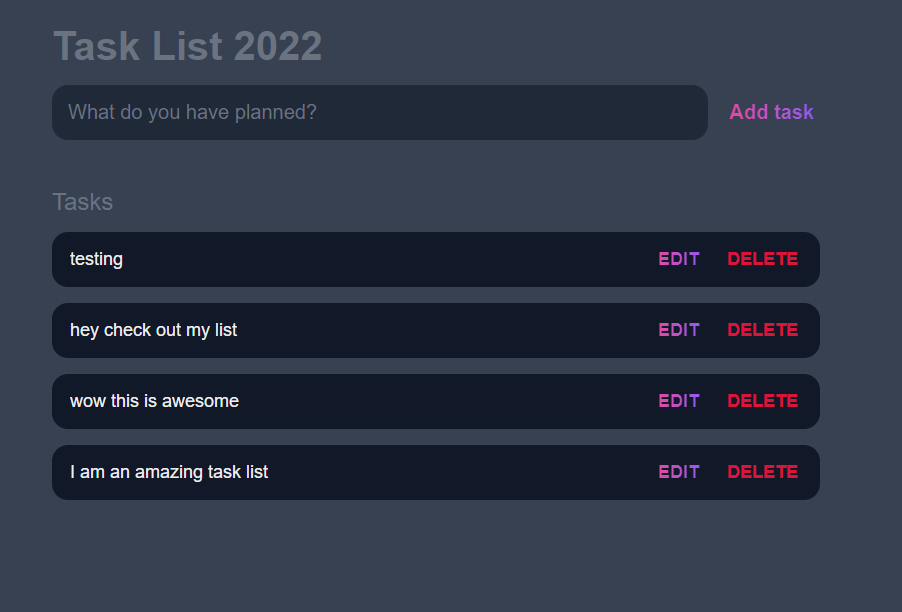 Task List 2022
What do you have planned? Add task
Tasks
testing EDIT DELETE
hey check out my list EDIT DELETE
wow this is awesome EDIT DELETE
I am an amazing task list EDIT DELETE